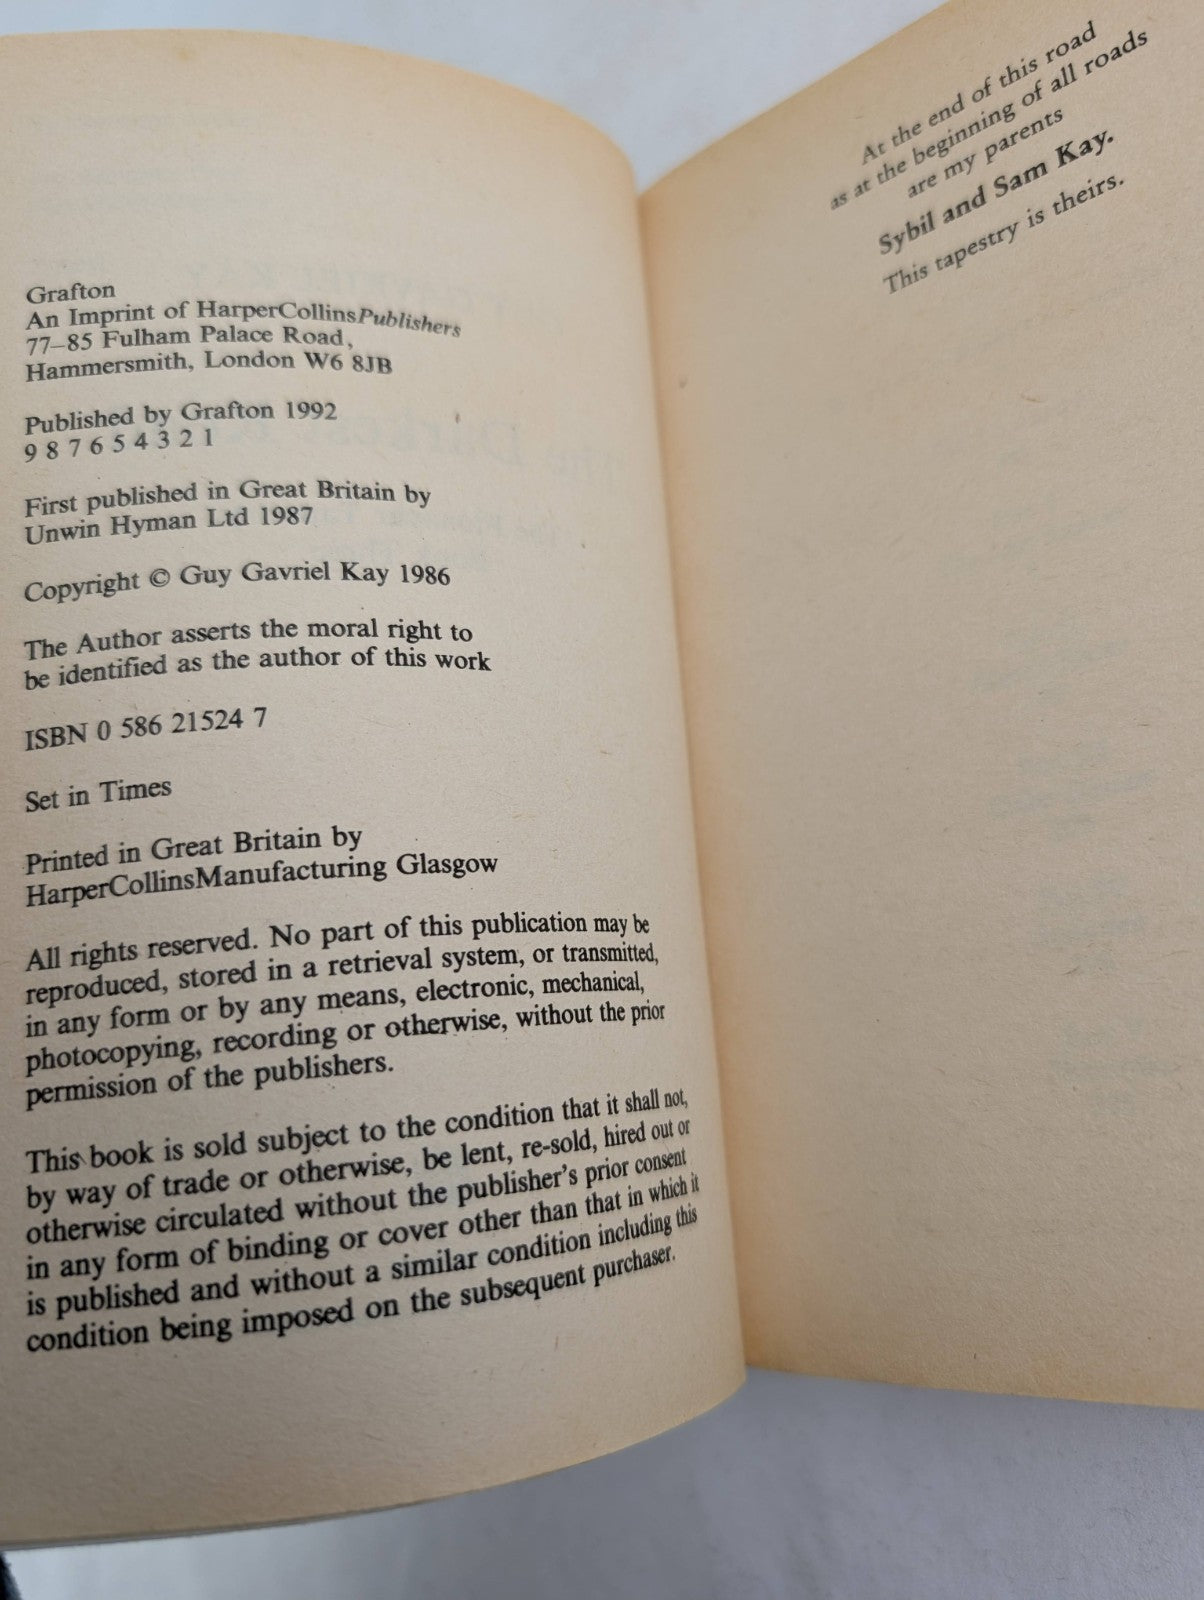 Grafton
An Imprint of HarperCollinsPublishers
77–85 Fulham Palace Road,
Hammersmith, London W6 8JB
Published by Grafton 1992
9 8 7 6 5 4 3 2 1
First published in Great Britain by
Unwin Hyman Ltd 1987
Copyright © Guy Gavriel Kay 1986
The Author asserts the moral right to
be identified as the author of this work
ISBN 0 586 21524 7
Set in Times
Printed in Great Britain by
HarperCollinsManufacturing Glasgow
All rights reserved. No part of this publication may be
reproduced, stored in a retrieval system, or transmitted,
in any form or by any means, electronic, mechanical,
photocopying, recording or otherwise, without the prior
permission of the publishers.
This book is sold subject to the condition that it shall not,
by way of trade or otherwise, be lent, re-sold, hired out or
otherwise circulated without the publisher's prior consent
in any form of binding or cover other than that in which it
is published and without a similar condition including this
condition being imposed on the subsequent purchaser.
At the end of this road
as at the beginning of all roads
are my parents
Sybil and Sam Kay.
This tapestry is theirs.